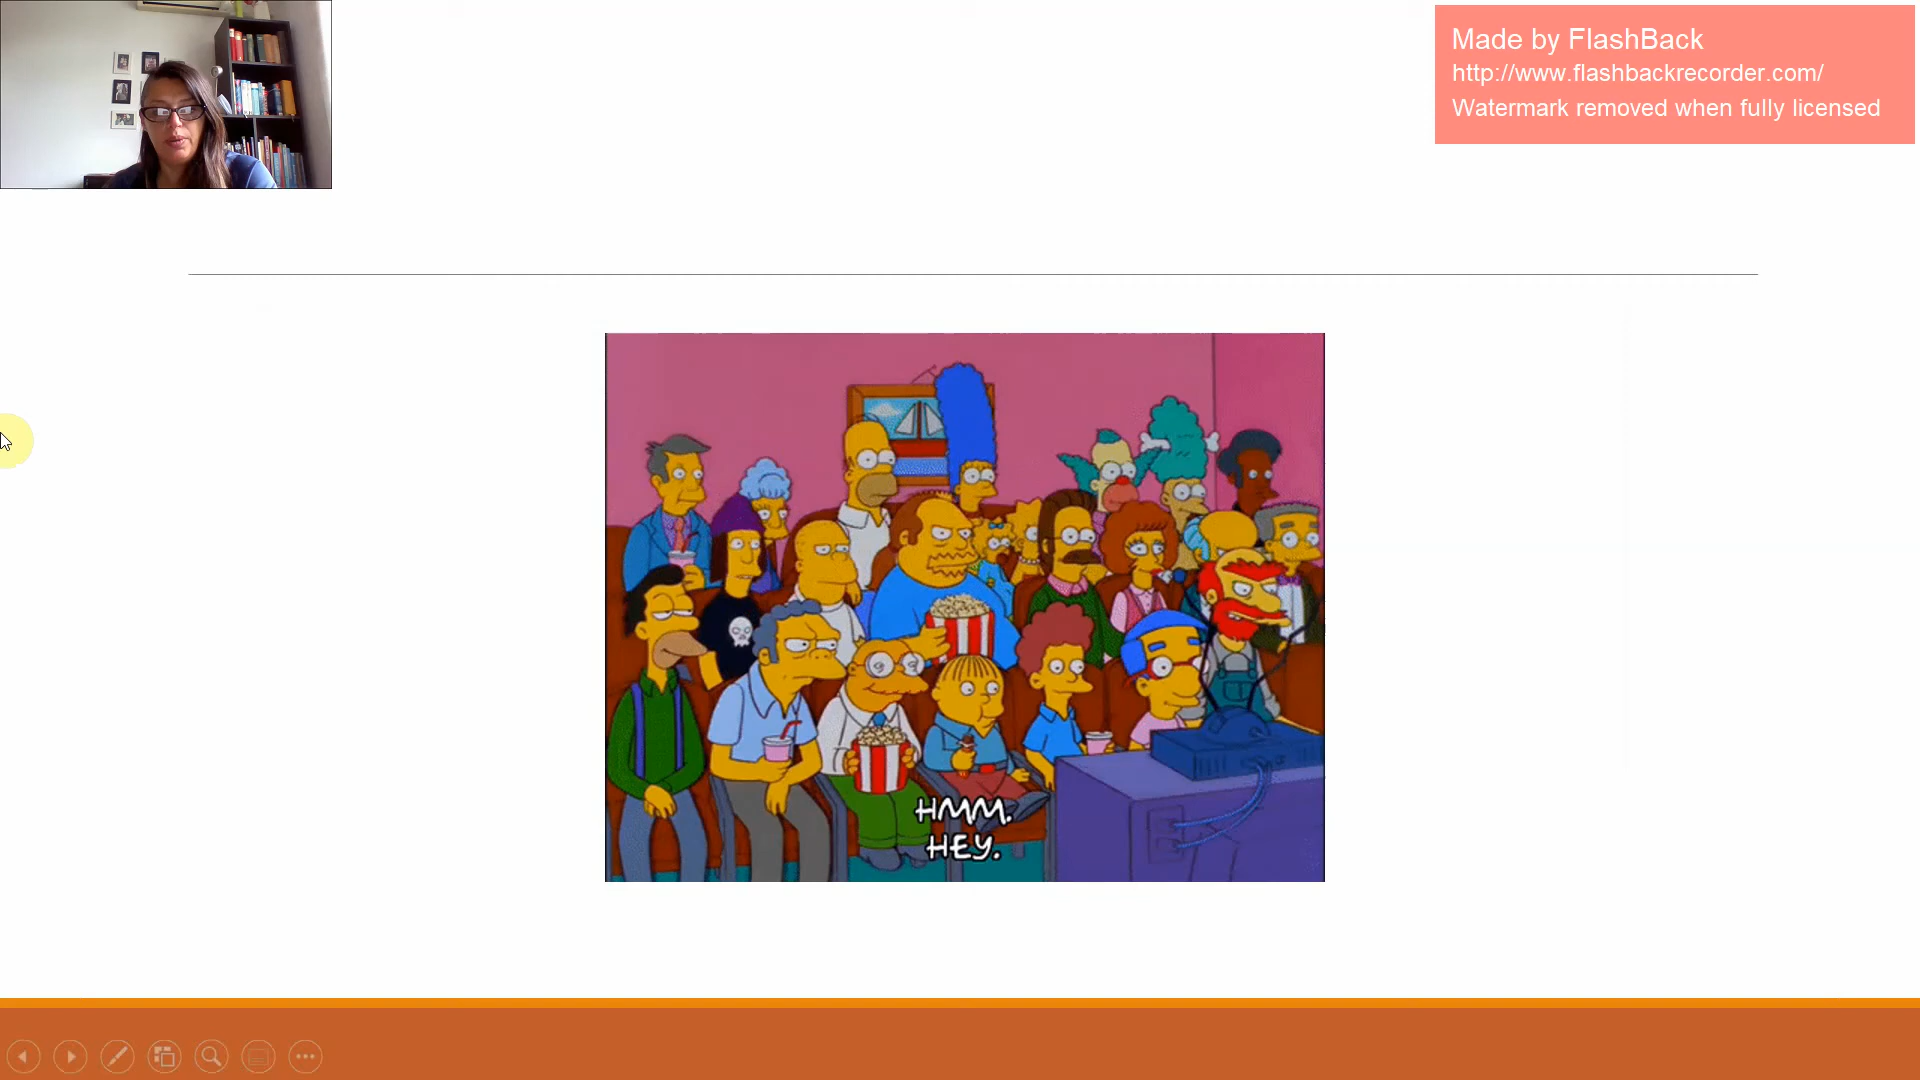 Made by FlashBack
http://www.flashbackrecorder.com/
Watermark removed when fully licensed
HMM.
HEY.